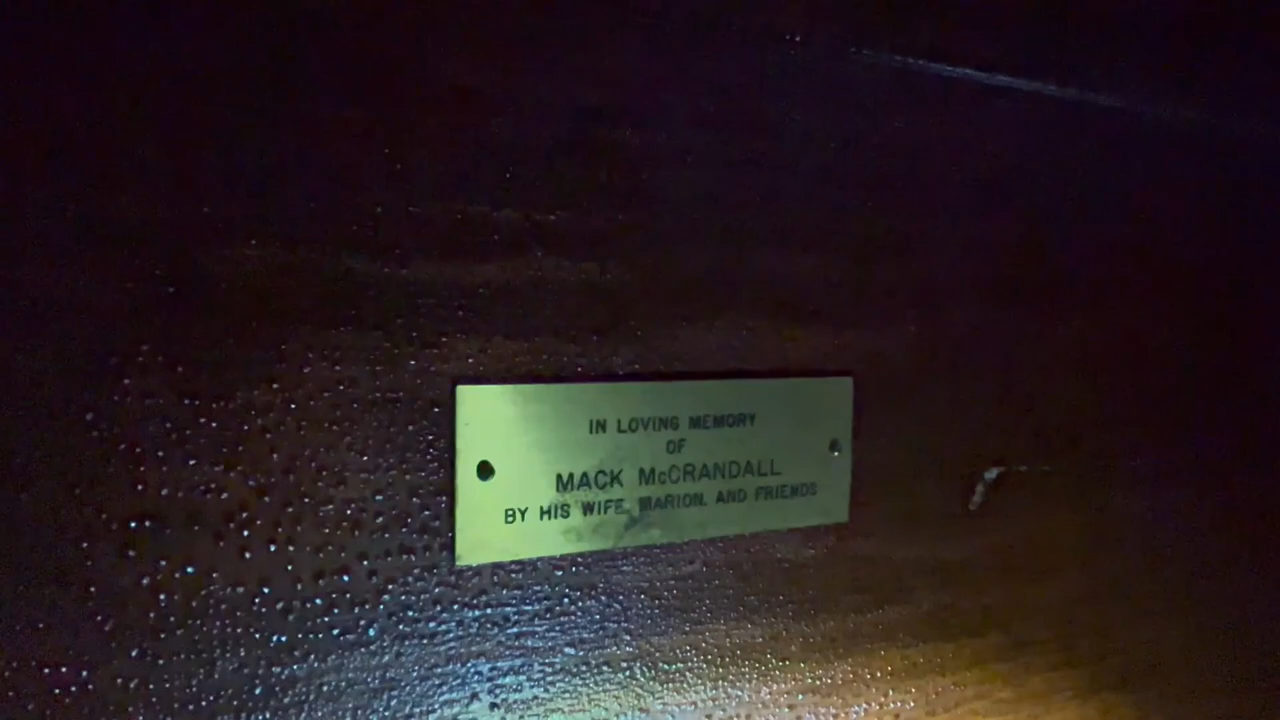 IN LOVING MEMORY
OF
MACK McCRANDALL
BY HIS WIFE, MARION, AND FRIENDS